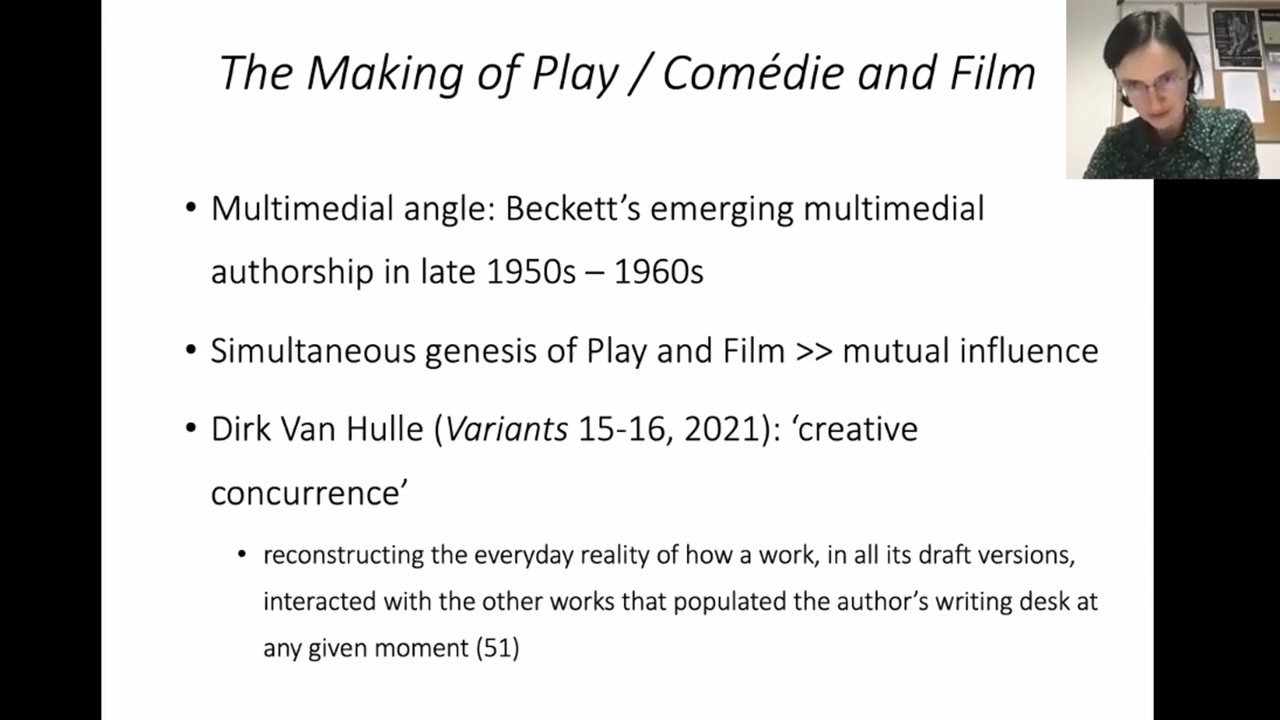 The Making of Play / Comédie and Film
• Multimedial angle: Beckett’s emerging multimedial
authorship in late 1950s – 1960s
• Simultaneous genesis of Play and Film >> mutual influence
• Dirk Van Hulle (Variants 15-16, 2021): ‘creative
concurrence’
• reconstructing the everyday reality of how a work, in all its draft versions,
interacted with the other works that populated the author’s writing desk at
any given moment (51)